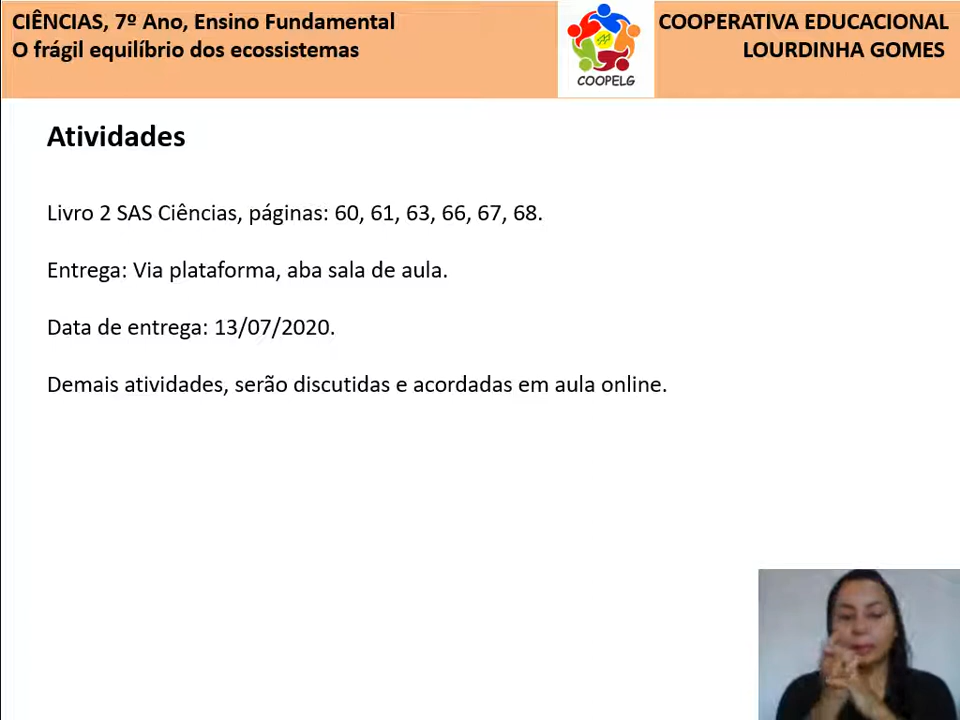 CIÊNCIAS, 7º Ano, Ensino Fundamental
O frágil equilíbrio dos ecossistemas
COOPELG
COOPERATIVA EDUCACIONAL
LOURDINHA GOMES
Atividades
Livro 2 SAS Ciências, páginas: 60, 61, 63, 66, 67, 68.
Entrega: Via plataforma, aba sala de aula.
Data de entrega: 13/07/2020.
Demais atividades, serão discutidas e acordadas em aula online.